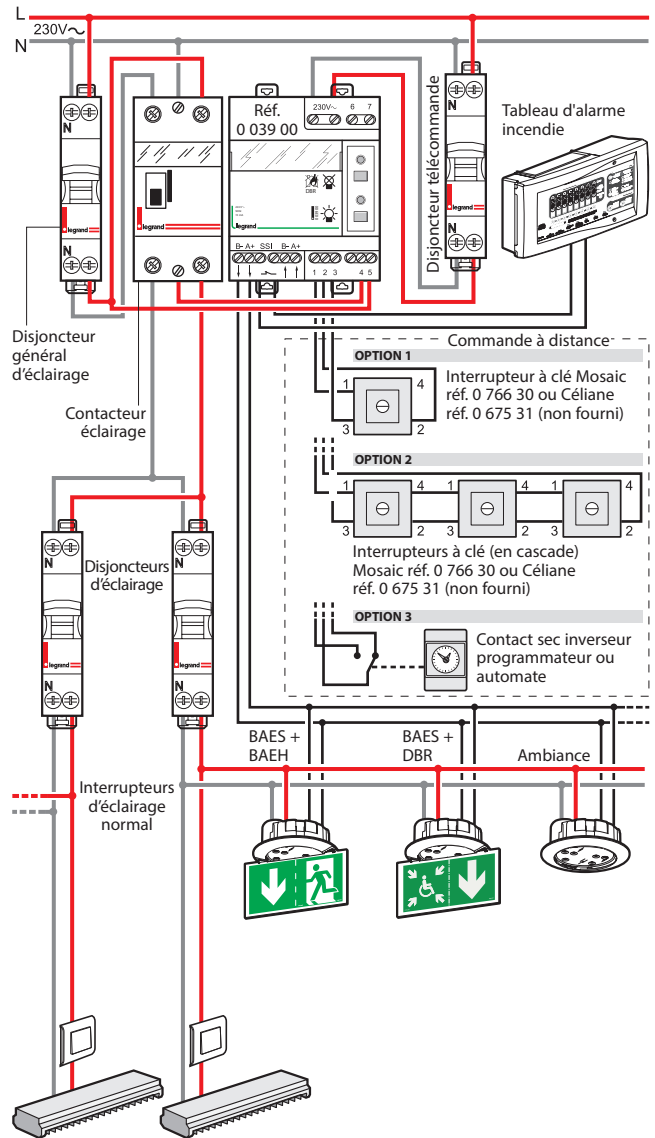 L
230V~
N
N
legrand
N
legrand
Réf.
0 039 00
230V~ 6 7
DBR
legrand
B- A+ SSI B- A+ 1 2 3 4 5
Disjoncteur télécommande
N
legrand
N
Tableau d'alarme
incendie
Disjoncteur
général
d'éclairage
Contacteur
éclairage
Commande à distance
OPTION 1
1 4
3 2
Interrupteur à clé Mosaic
réf. 0 766 30 ou Céliane
réf. 0 675 31 (non fourni)
OPTION 2
1 4 1 4 1 4
3 2 3 2 3 2
Interrupteurs à clé (en cascade)
Mosaic réf. 0 766 30 ou Céliane
réf. 0 675 31 (non fourni)
OPTION 3
Contact sec inverseur
programmateur ou
automate
N
legrand
N
Disjoncteurs
d'éclairage
N
legrand
N
BAES +
BAEH
BAES +
DBR
Ambiance
Interrupteurs
d'éclairage
normal